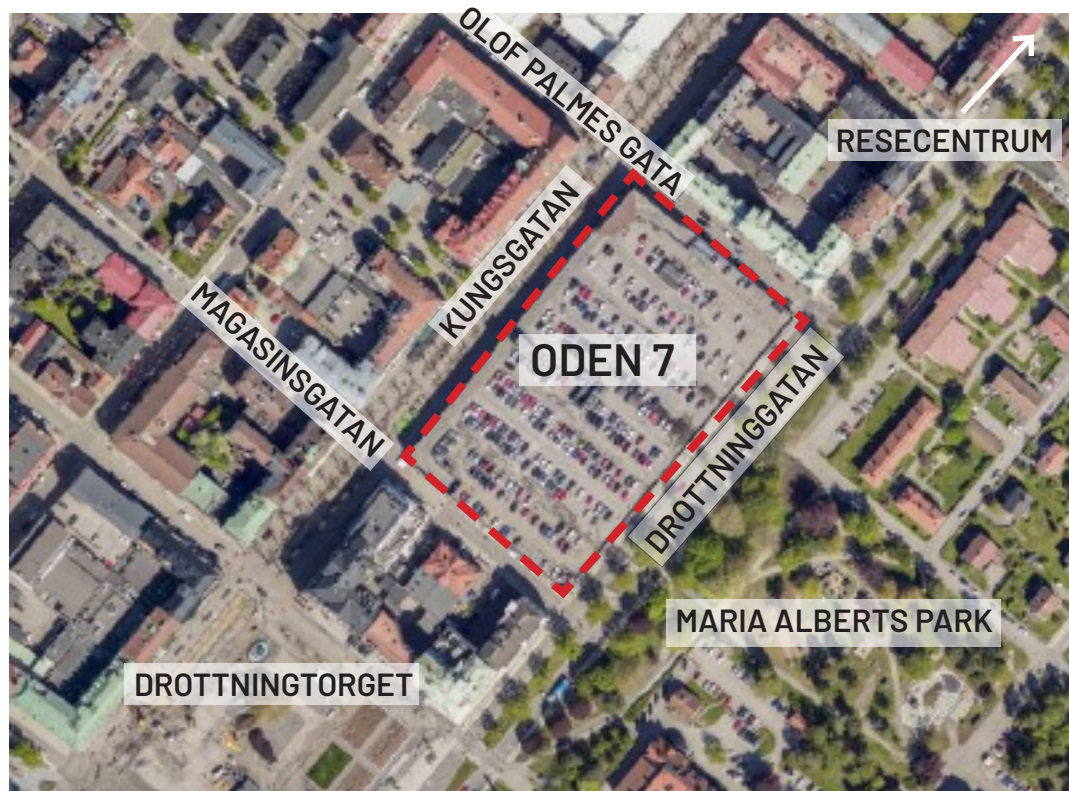 OLOF PALMES GATA
RESECENTRUM
KUNGSGATAN
MAGASINSGATAN
ODEN 7
DROTTNINGGATAN
MARIA ALBERTS PARK
DROTTNINGTORGET